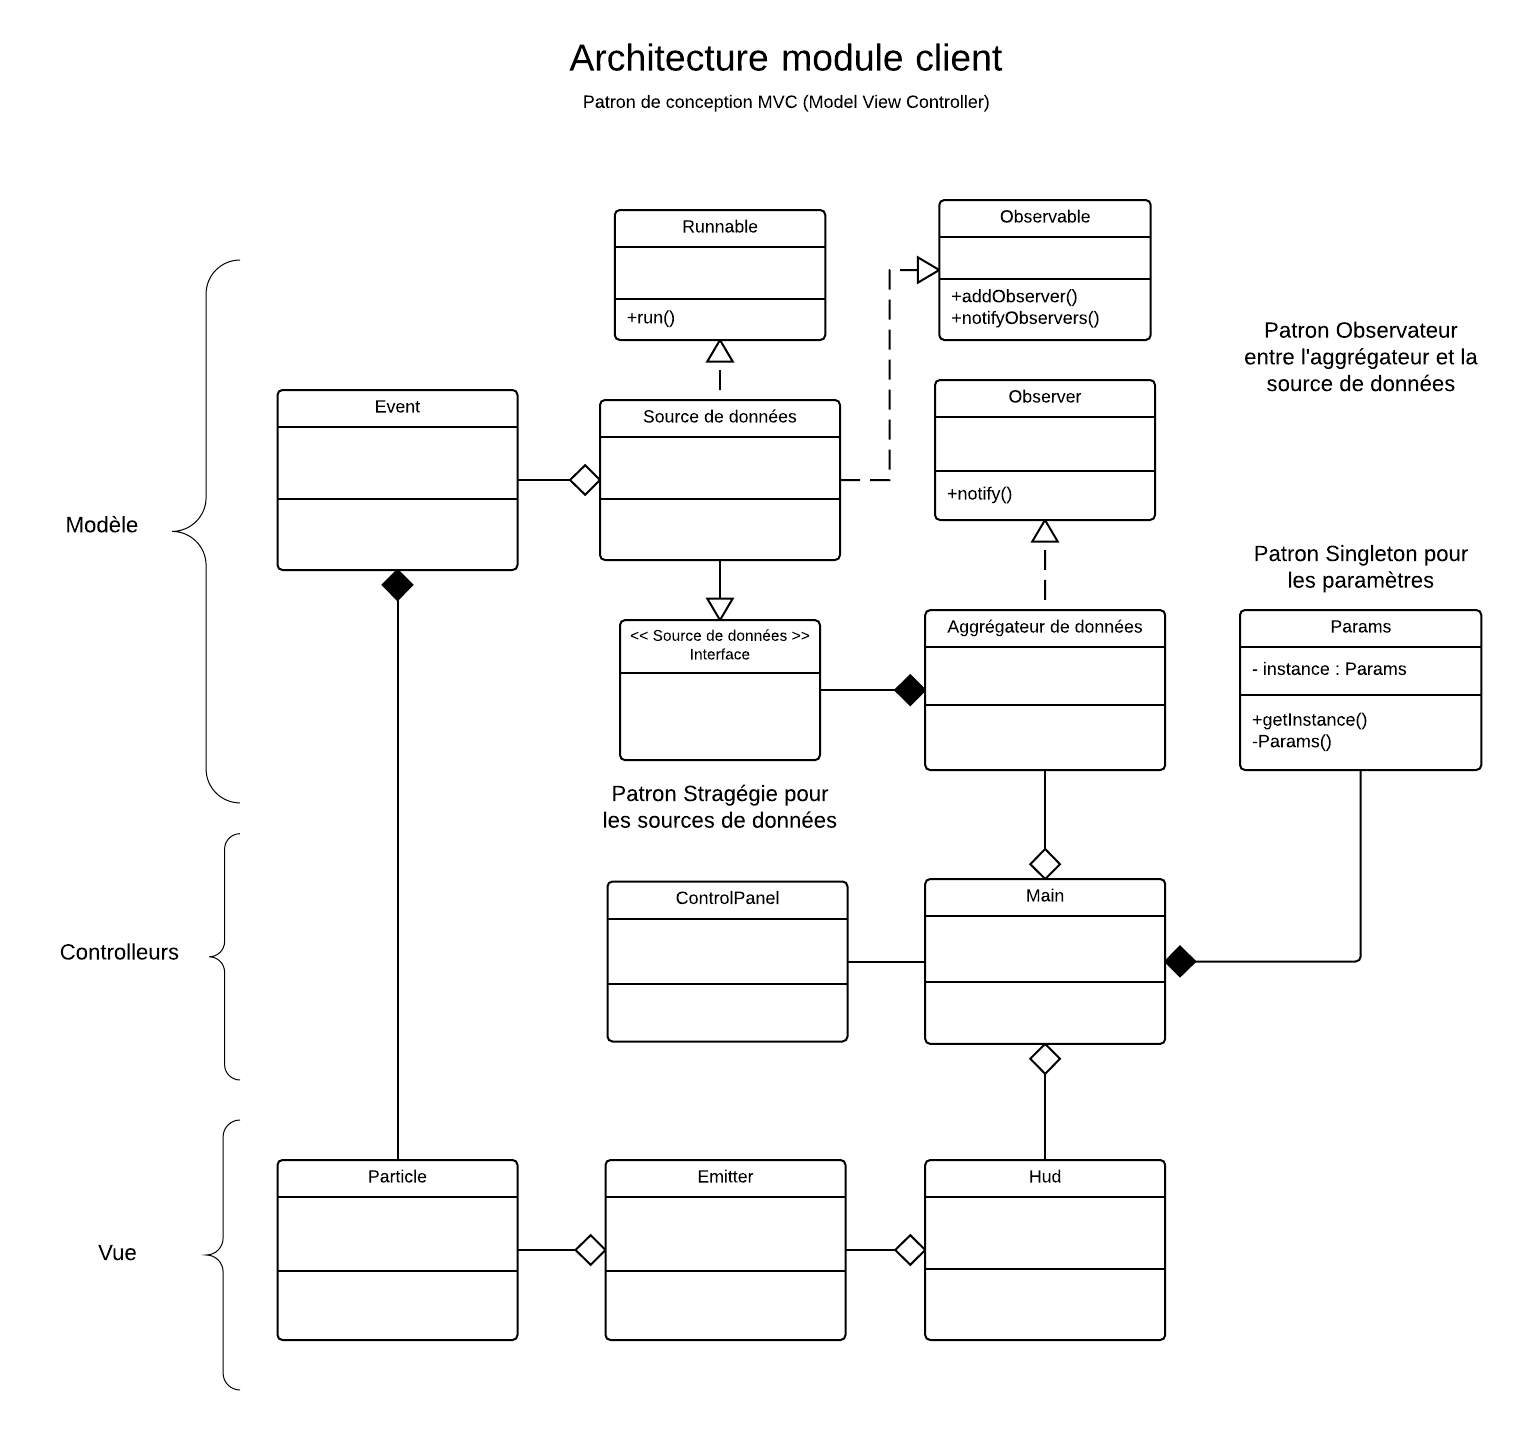 Architecture module client
Patron de conception MVC (Model View Controller)
Runnable
+run()
Observable
+addObserver()
+notifyObservers()
Patron Observateur
entre l'aggrégateur et la
source de données
Event
Source de données
Observer
+notify()
Modèle
<< Source de données >>
Interface
Aggrégateur de données
Patron Singleton pour
les paramètres
Params
- instance : Params
+getInstance()
-Params()
Patron Stragégie pour
les sources de données
Controlleurs
ControlPanel
Main
Vue
Particle
Emitter
Hud